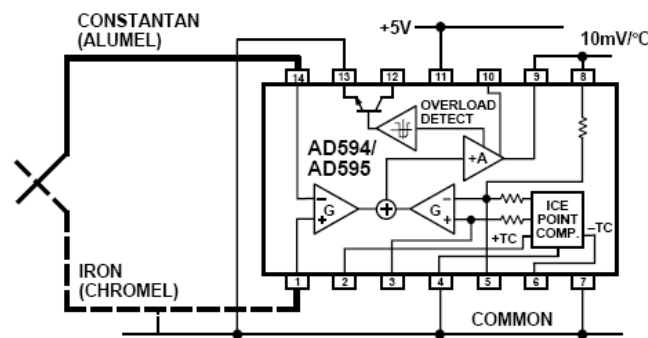 CONSTANTAN
(ALUMEL)
+5V
10mV/°C
14 13 12 11 10 9 8
OVERLOAD
DETECT
AD594/
AD595
+A
– G +
+
– G +
ICE
POINT
COMP.
+TC
–TC
IRON
(CHROMEL)
1 2 3 4 5 6 7
COMMON